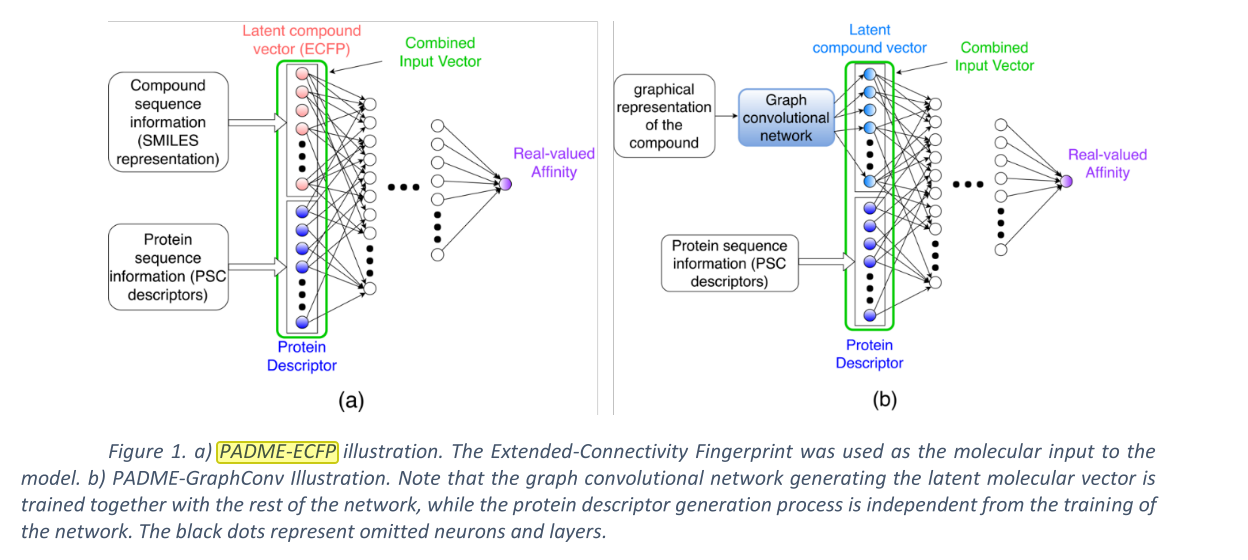 Latent compound
vector (ECFP)
Combined
Input Vector
Compound
sequence
information
(SMILES
representation)
Real-valued
Affinity
Protein
sequence
information (PSC
descriptors)
Protein
Descriptor
(a)
Latent
compound vector
Combined
Input Vector
graphical
representation
of the
compound
Graph
convolutional
network
Real-valued
Affinity
Protein sequence
information (PSC
descriptors)
Protein
Descriptor
(b)
Figure 1. a) PADME-ECFP illustration. The Extended-Connectivity Fingerprint was used as the molecular input to the
model. b) PADME-GraphConv Illustration. Note that the graph convolutional network generating the latent molecular vector is
trained together with the rest of the network, while the protein descriptor generation process is independent from the training of
the network. The black dots represent omitted neurons and layers.